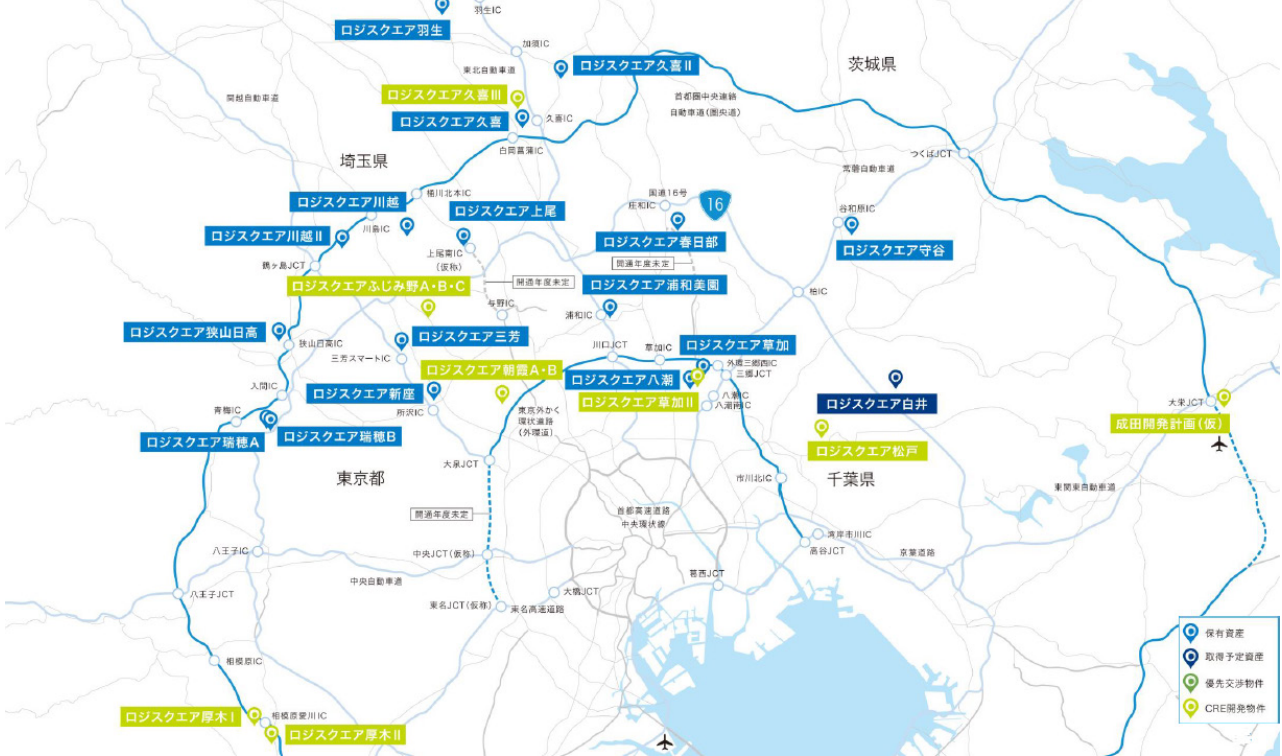 羽生IC
ロジスクエア羽生
加須IC
東北自動車道
ロジスクエア久喜II
茨城県
関越自動車道
ロジスクエア久喜III
首都圏中央連絡
自動車道(圏央道)
ロジスクエア久喜
久喜IC
白岡菖蒲IC
埼玉県
つくばJCT
常磐自動車道
桶川北本IC
国道16号
ロジスクエア川越
庄和IC
16
谷和原IC
ロジスクエア上尾
川島IC
ロジスクエア川越II
ロジスクエア春日部
ロジスクエア守谷
上尾南IC
(仮称)
鶴ヶ島JCT
開通年度未定
開通年度未定
ロジスクエアふじみ野A・B・C
ロジスクエア浦和美園
柏IC
与野IC
浦和IC
ロジスクエア狭山日高
ロジスクエア三芳
狭山日高IC
川口JCT
草加IC
ロジスクエア草加
三芳スマートIC
外環三郷西IC
三郷JCT
ロジスクエア朝霞A・B
ロジスクエア八潮
入間IC
ロジスクエア新座
八潮IC
ロジスクエア草加II
八潮南IC
ロジスクエア白井
大栄JCT
青梅IC
所沢IC
東京外かく
環状道路
(外環道)
成田開発計画(仮)
ロジスクエア瑞穂A
ロジスクエア瑞穂B
ロジスクエア松戸
大泉JCT
東京都
市川北IC
千葉県
東関東自動車道
開通年度未定
首都高速道路
中央環状線
湾岸市川IC
高谷JCT
京葉道路
八王子IC
中央JCT(仮称)
中央自動車道
葛西JCT
八王子JCT
大橋JCT
東名JCT(仮称)
東名高速道路
保有資産
取得予定資産
優先交渉物件
CRE開発物件
相模原IC
ロジスクエア厚木I
相模原愛川IC
ロジスクエア厚木II